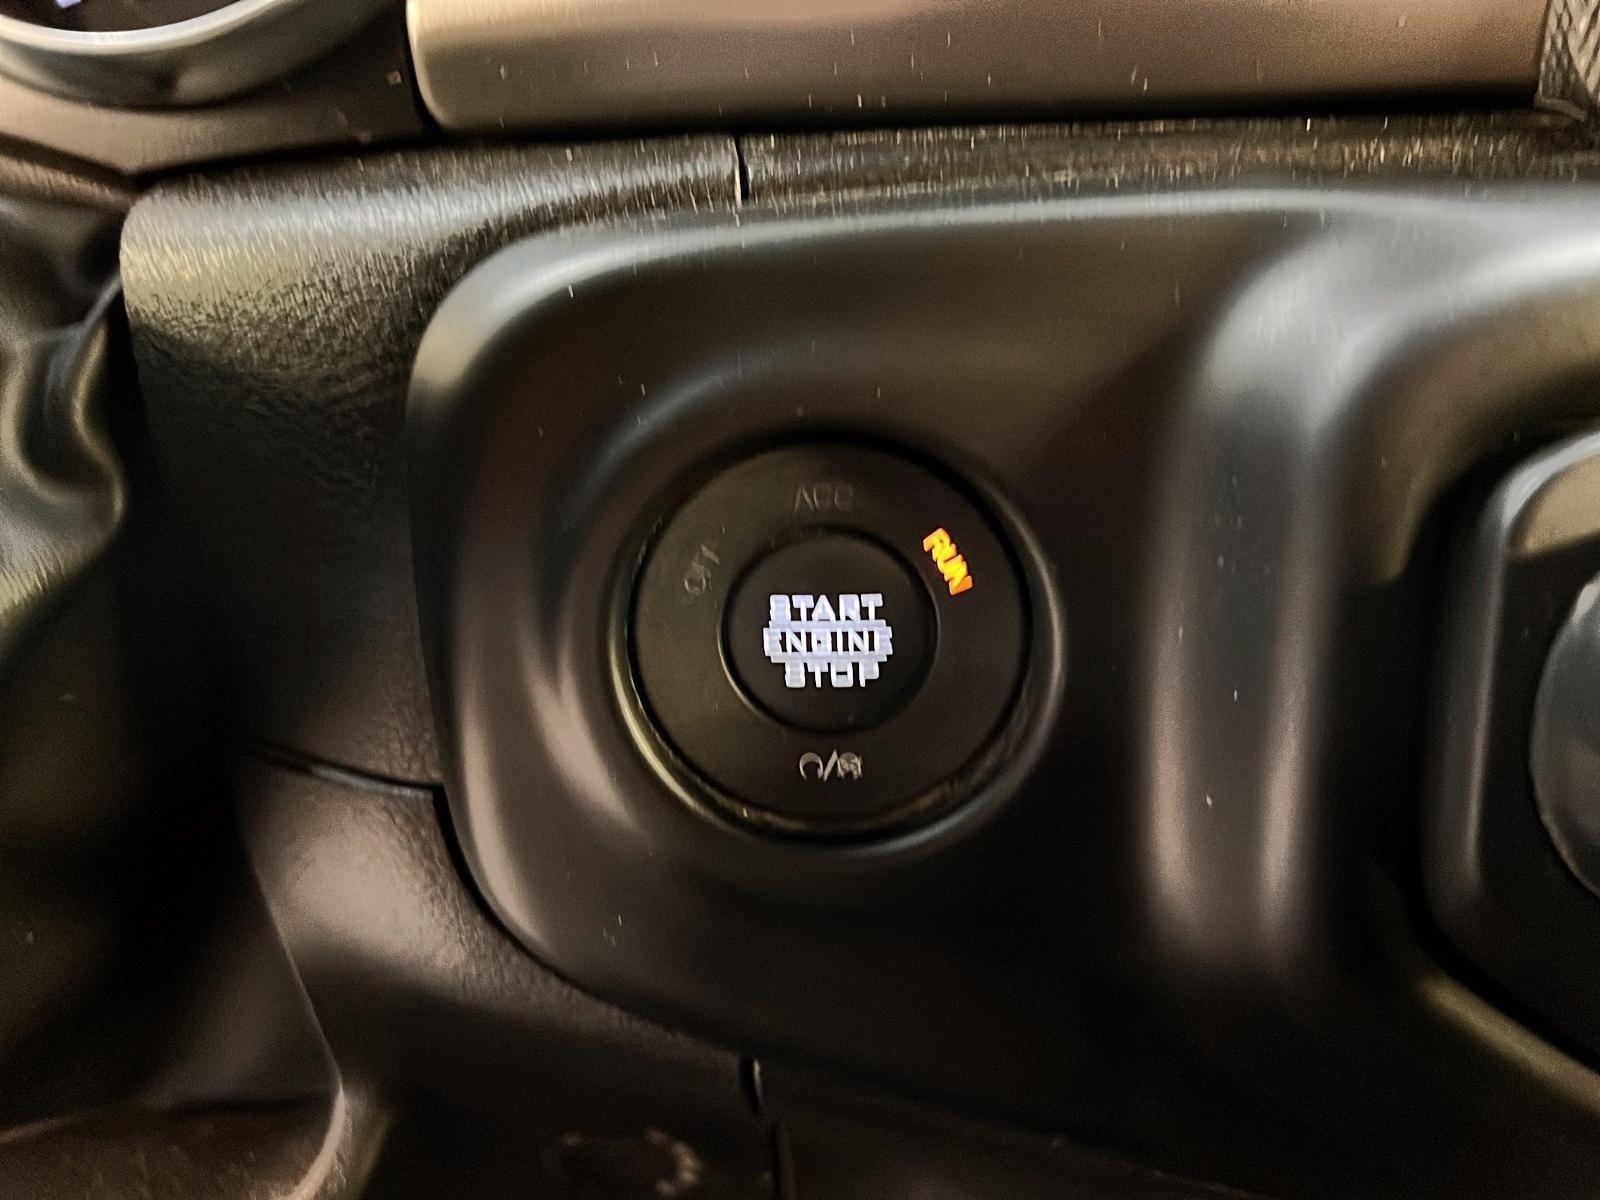 ACC
OFF
RUN
START
ENGINE
STOP